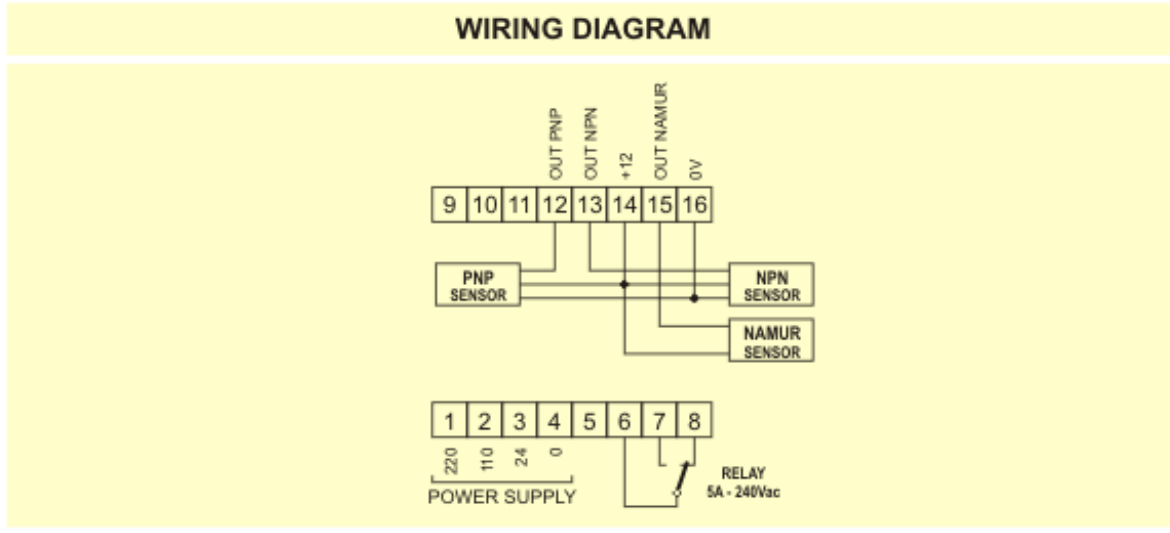 WIRING DIAGRAM
OUT PNP
OUT NPN
+12
OUT NAMUR
0V
9 10 11 12 13 14 15 16
PNP
SENSOR
NPN
SENSOR
NAMUR
SENSOR
1 2 3 4 5 6 7 8
220
110
24
0
POWER SUPPLY
RELAY
5A - 240Vac